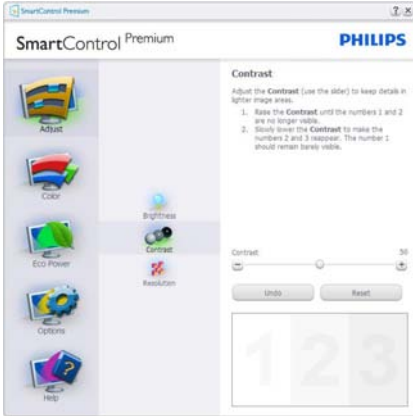 SmartControl Premium
SmartControl Premium
PHILIPS
Adjust
Color
Eco Power
Options
Help
Brightness
Contrast
Resolution
Contrast
Adjust the Contrast (use the slider) to keep details in
lighter image areas.
1. Raise the Contrast until the numbers 1 and 2
are no longer visible.
2. Slowly lower the Contrast to make the
numbers 2 and 3 reappear. The number 1
should remain barely visible.
Contrast
50
Undo
Reset
1 2 3